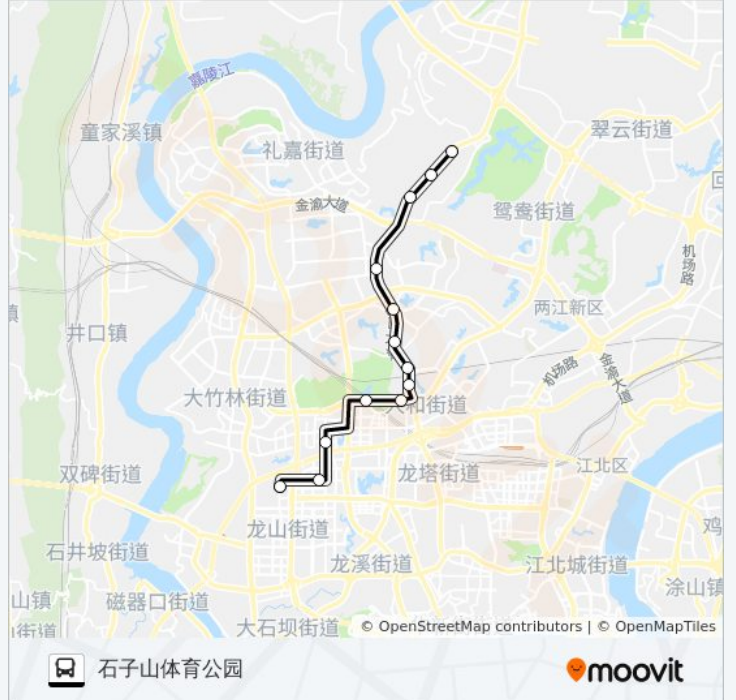 嘉陵江
童家溪镇
翠云街道
礼嘉街道
金渝大道
鸳鸯街道
回
机场路
镇
两江新区
井口镇
机场路
金渝大道
大竹林街道
人和街道
双碑街道
龙塔街道
江北区
龙山街道
鸡
石井坡街道
龙溪街道
江北城街道
涂山镇
山镇
磁器口街道
街道
大石坝街道
© OpenStreetMap contributors | © OpenMapTiles
石子山体育公园
moovit